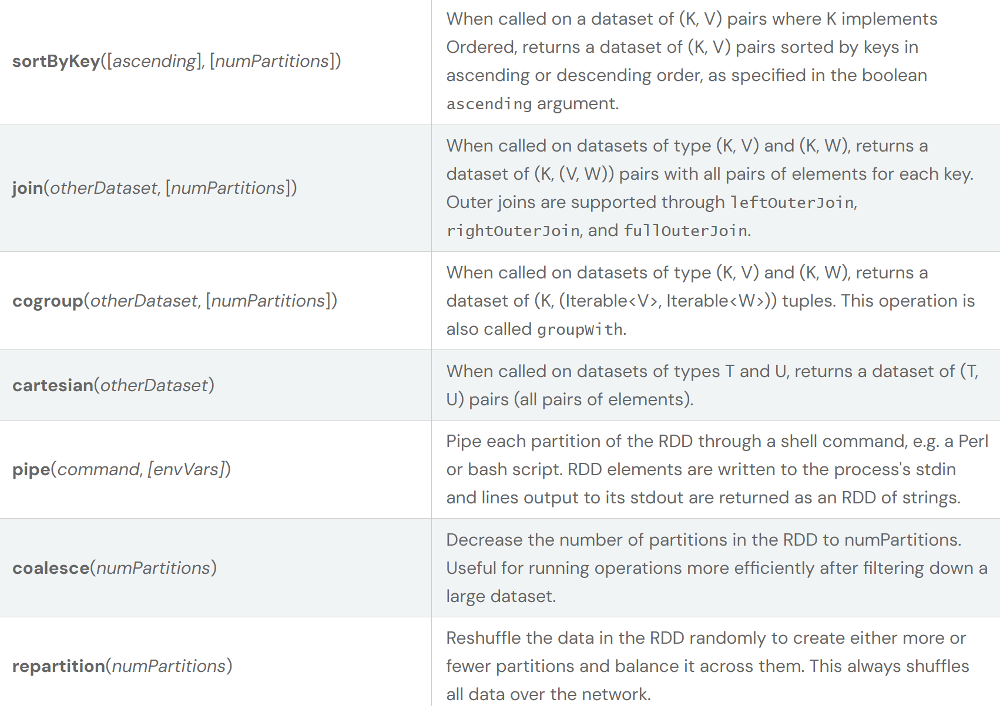 sortByKey([ascending], [numPartitions])
When called on a dataset of (K, V) pairs where K implements
Ordered, returns a dataset of (K, V) pairs sorted by keys in
ascending or descending order, as specified in the boolean
ascending argument.
join(otherDataset, [numPartitions])
When called on datasets of type (K, V) and (K, W), returns a
dataset of (K, (V, W)) pairs with all pairs of elements for each key.
Outer joins are supported through leftOuterJoin,
rightOuterJoin, and fullOuterJoin.
cogroup(otherDataset, [numPartitions])
When called on datasets of type (K, V) and (K, W), returns a
dataset of (K, (Iterable<V>, Iterable<W>)) tuples. This operation is
also called groupWith.
cartesian(otherDataset)
When called on datasets of types T and U, returns a dataset of (T,
U) pairs (all pairs of elements).
pipe(command, [envVars])
Pipe each partition of the RDD through a shell command, e.g. a Perl
or bash script. RDD elements are written to the process's stdin
and lines output to its stdout are returned as an RDD of strings.
coalesce(numPartitions)
Decrease the number of partitions in the RDD to numPartitions.
Useful for running operations more efficiently after filtering down a
large dataset.
repartition(numPartitions)
Reshuffle the data in the RDD randomly to create either more or
fewer partitions and balance it across them. This always shuffles
all data over the network.